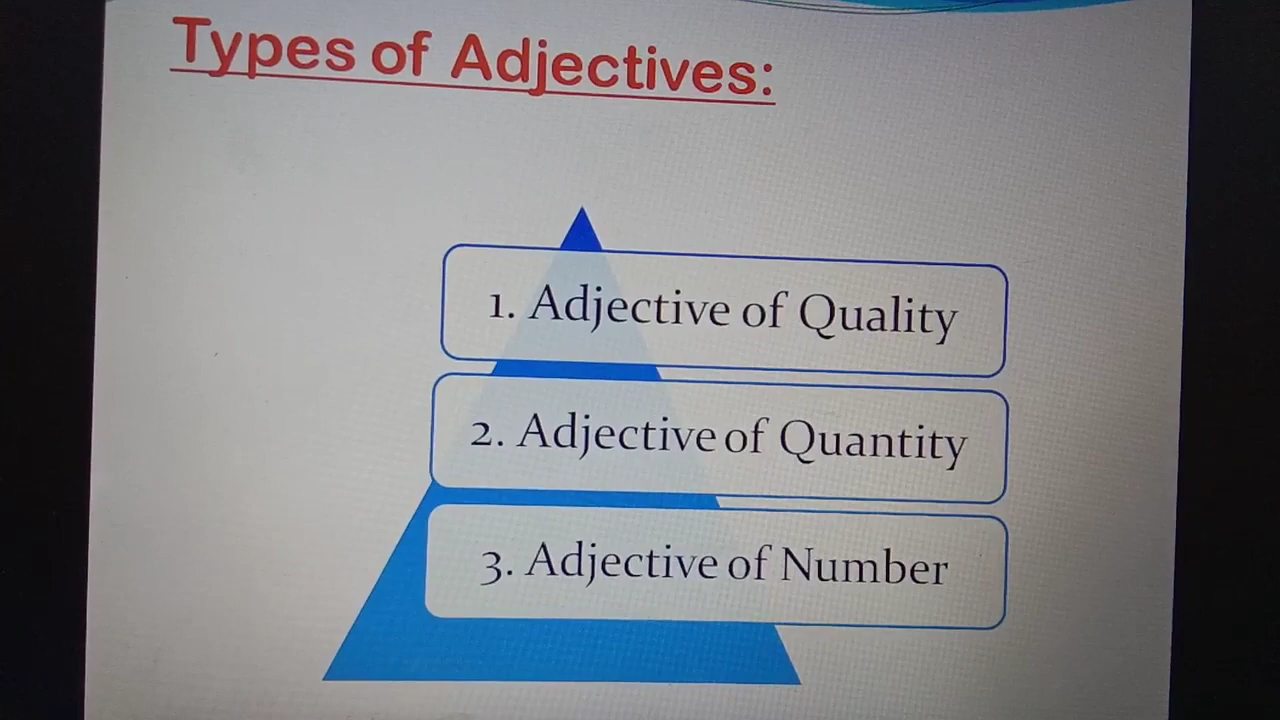 Types of Adjectives:
1. Adjective of Quality
2. Adjective of Quantity
3. Adjective of Number